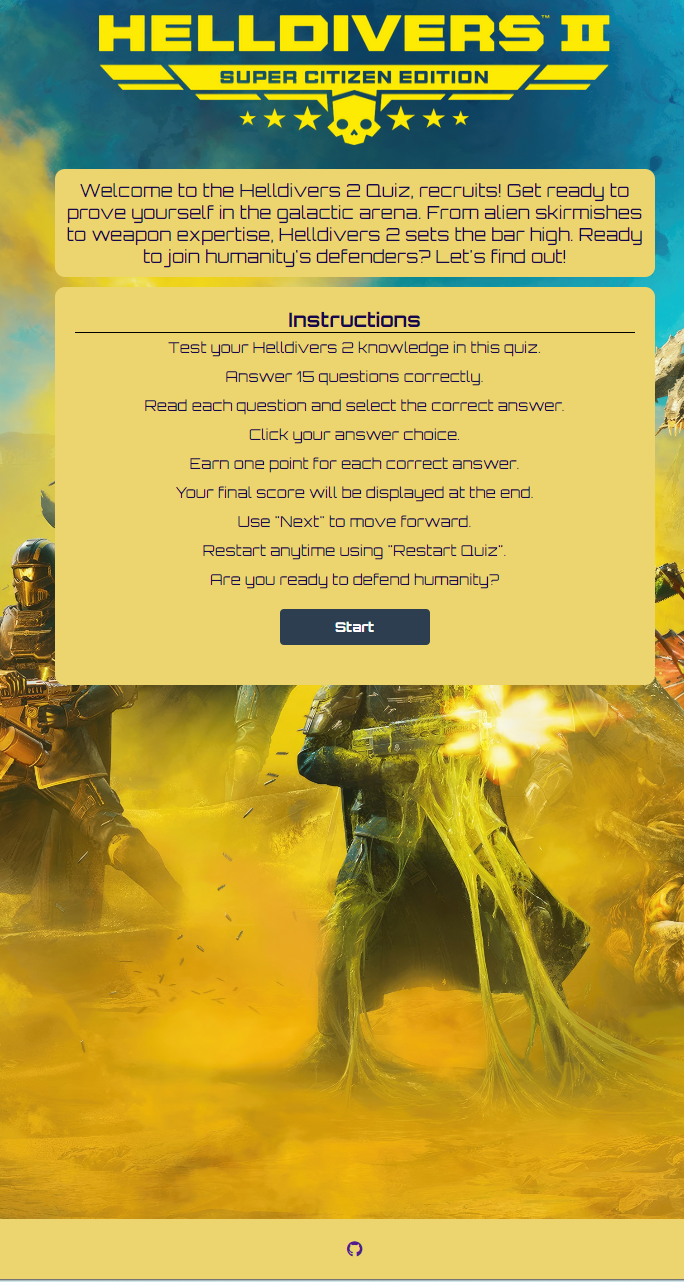 HELLDIVERS II™
SUPER CITIZEN EDITION
Welcome to the Helldivers 2 Quiz, recruits! Get ready to
prove yourself in the galactic arena. From alien skirmishes
to weapon expertise, Helldivers 2 sets the bar high. Ready
to join humanity's defenders? Let's find out!
Instructions
Test your Helldivers 2 knowledge in this quiz.
Answer 15 questions correctly.
Read each question and select the correct answer.
Click your answer choice.
Earn one point for each correct answer.
Your final score will be displayed at the end.
Use "Next" to move forward.
Restart anytime using "Restart Quiz".
Are you ready to defend humanity?
Start